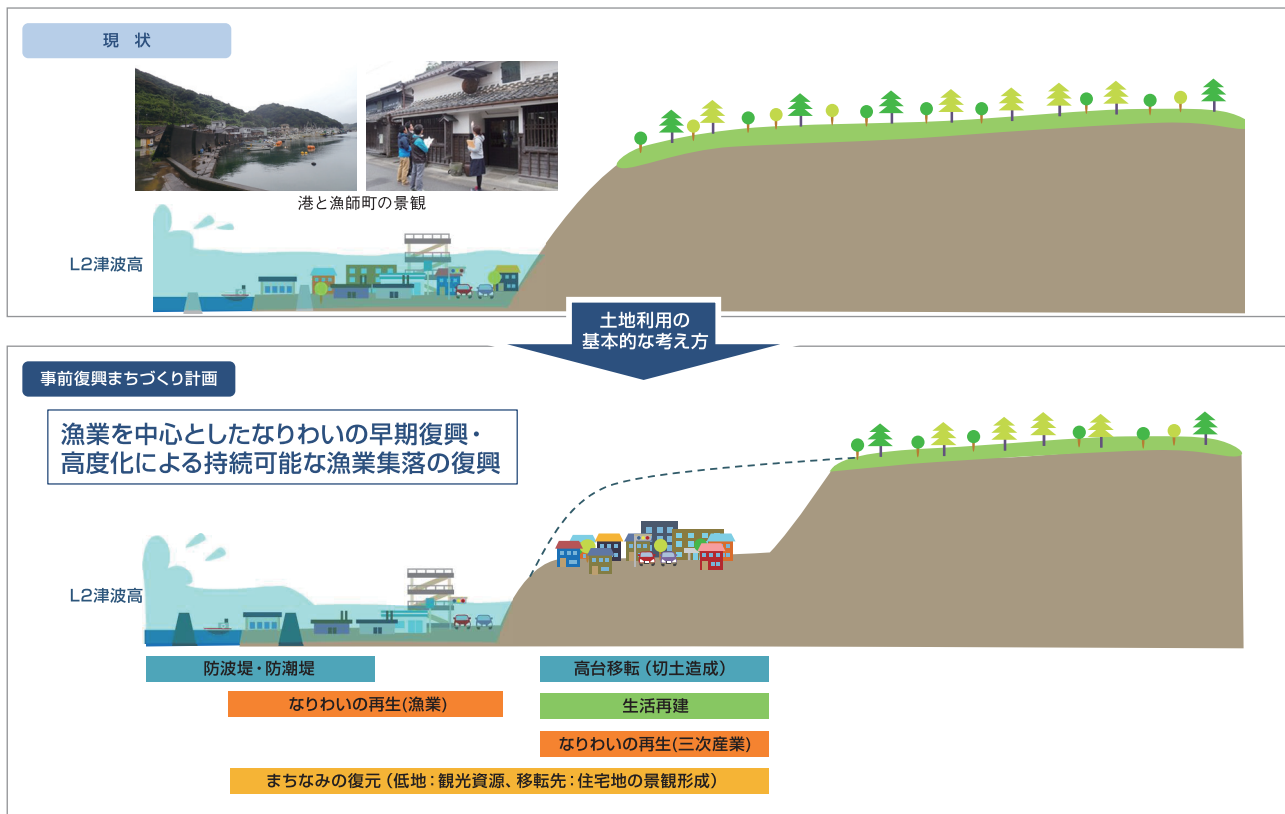 現 状
港と漁師町の景観
L2津波高
土地利用の
基本的な考え方
事前復興まちづくり計画
漁業を中心としたなりわいの早期復興・
高度化による持続可能な漁業集落の復興
L2津波高
防波堤・防潮堤
高台移転（切土造成）
なりわいの再生(漁業)
生活再建
なりわいの再生(三次産業)
まちなみの復元（低地：観光資源、移転先：住宅地の景観形成）